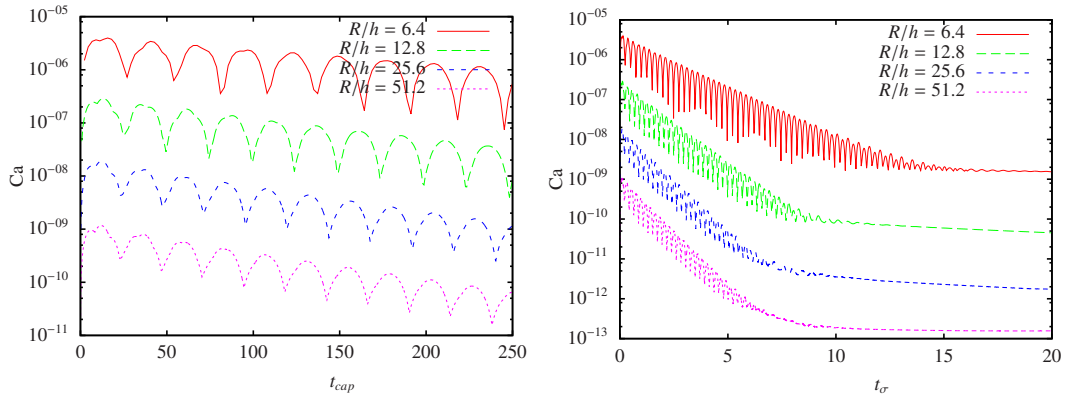 10^-05
10^-06
10^-07
10^-08
10^-09
10^-10
10^-11
Ca
0
50
100
150
200
250
t_cap
R/h = 6.4
R/h = 12.8
R/h = 25.6
R/h = 51.2
10^-05
10^-06
10^-07
10^-08
10^-09
10^-10
10^-11
10^-12
10^-13
Ca
0
5
10
15
20
t_σ
R/h = 6.4
R/h = 12.8
R/h = 25.6
R/h = 51.2